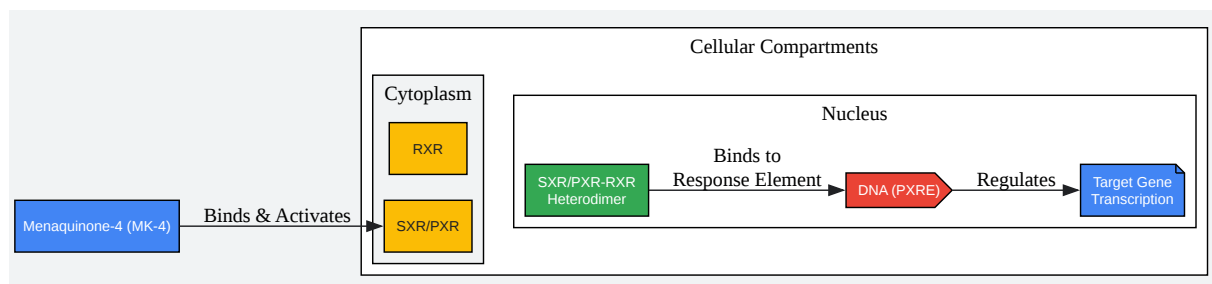 Cellular Compartments
Cytoplasm
RXR
SXR/PXR
Nucleus
SXR/PXR-RXR
Heterodimer
Binds to
Response Element
DNA (PXRE)
Regulates
Target Gene
Transcription
Menaquinone-4 (MK-4)
Binds & Activates